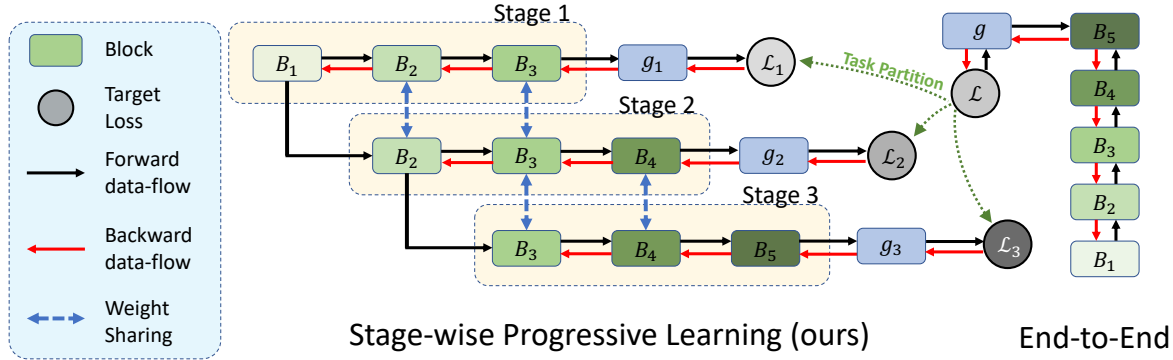 Block
Target
Loss
Forward
data-flow
Backward
data-flow
Weight
Sharing
Stage 1
B₁ B₂ B₃ g₁ ℒ₁
Stage 2
B₂ B₃ B₄ g₂ ℒ₂
Stage 3
B₃ B₄ B₅ g₃ ℒ₃
Task Partition
g B₅
ℒ B₄
B₃
B₂
B₁
Stage-wise Progressive Learning (ours)
End-to-End